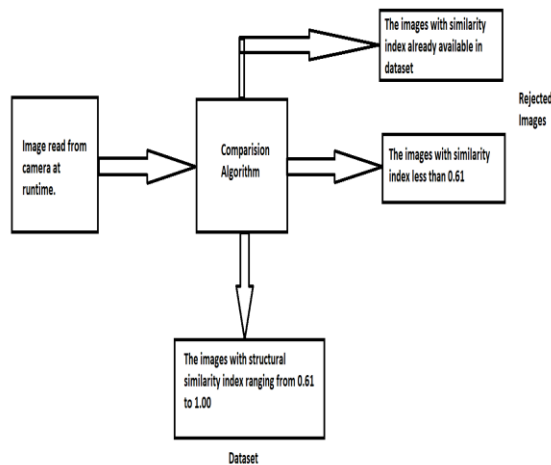 The images with similarity
index already available in
dataset
Rejected
Images
Image read from
camera at
runtime.
Comparision
Algorithm
The images with similarity
index less than 0.61
The images with structural
similarity index ranging from 0.61
to 1.00
Dataset